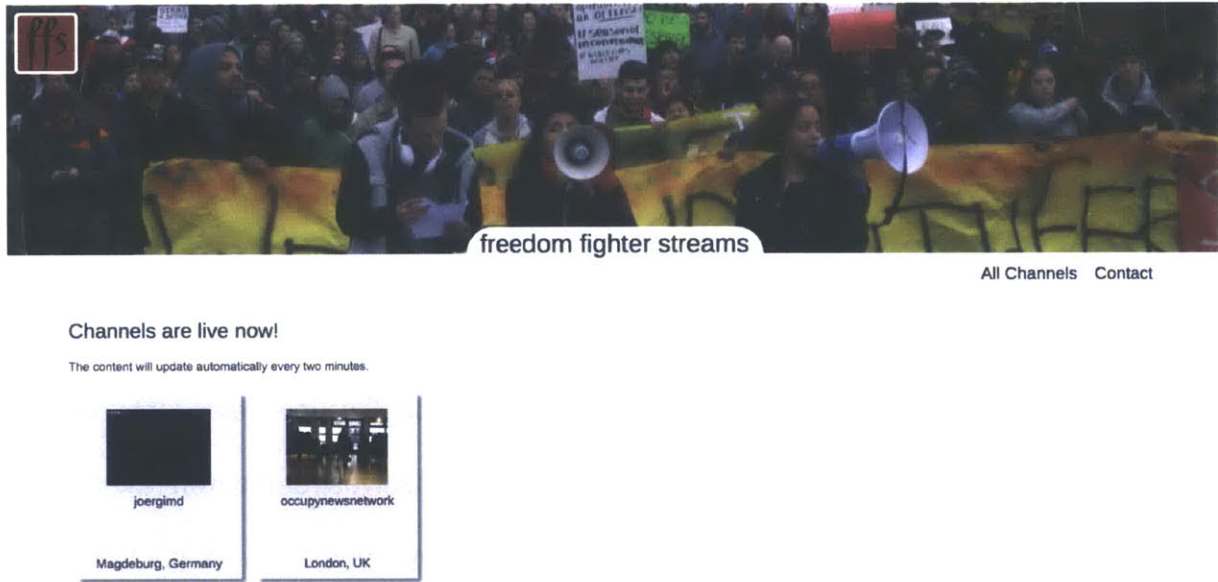 ffs
freedom fighter streams
All Channels Contact
Channels are live now!
The content will update automatically every two minutes.
joergimd occupynewsnetwork
Magdeburg, Germany London, UK